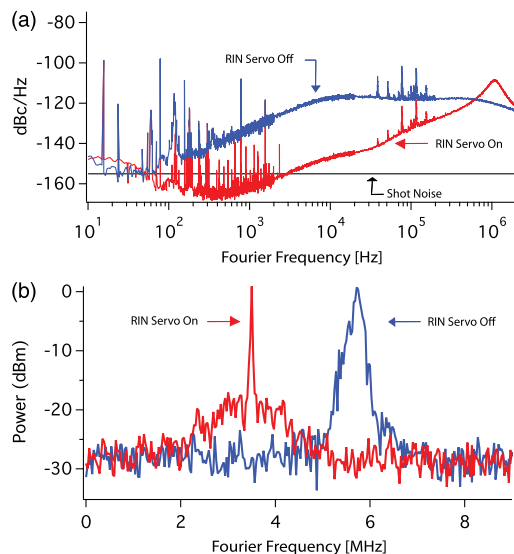 (a)
-80
-100
-120
-140
-160
dBc/Hz
RIN Servo Off
RIN Servo On
Shot Noise
10^1 10^2 10^3 10^4 10^5 10^6
Fourier Frequency [Hz]
(b)
0
-10
-20
-30
Power (dBm)
RIN Servo On
RIN Servo Off
0 2 4 6 8
Fourier Frequency [MHz]